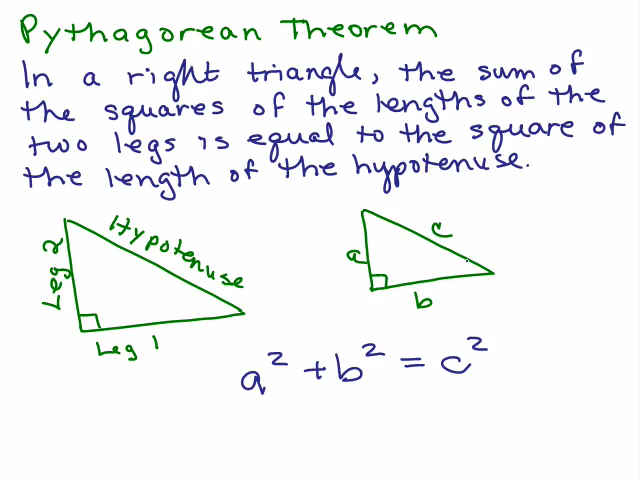 Pythagorean Theorem
In a right triangle, the sum of
the squares of the lengths of the
two legs is equal to the square of
the length of the hypotenuse.
Hypotenuse
Leg 2
Leg 1
c
a
b
a² + b² = c²